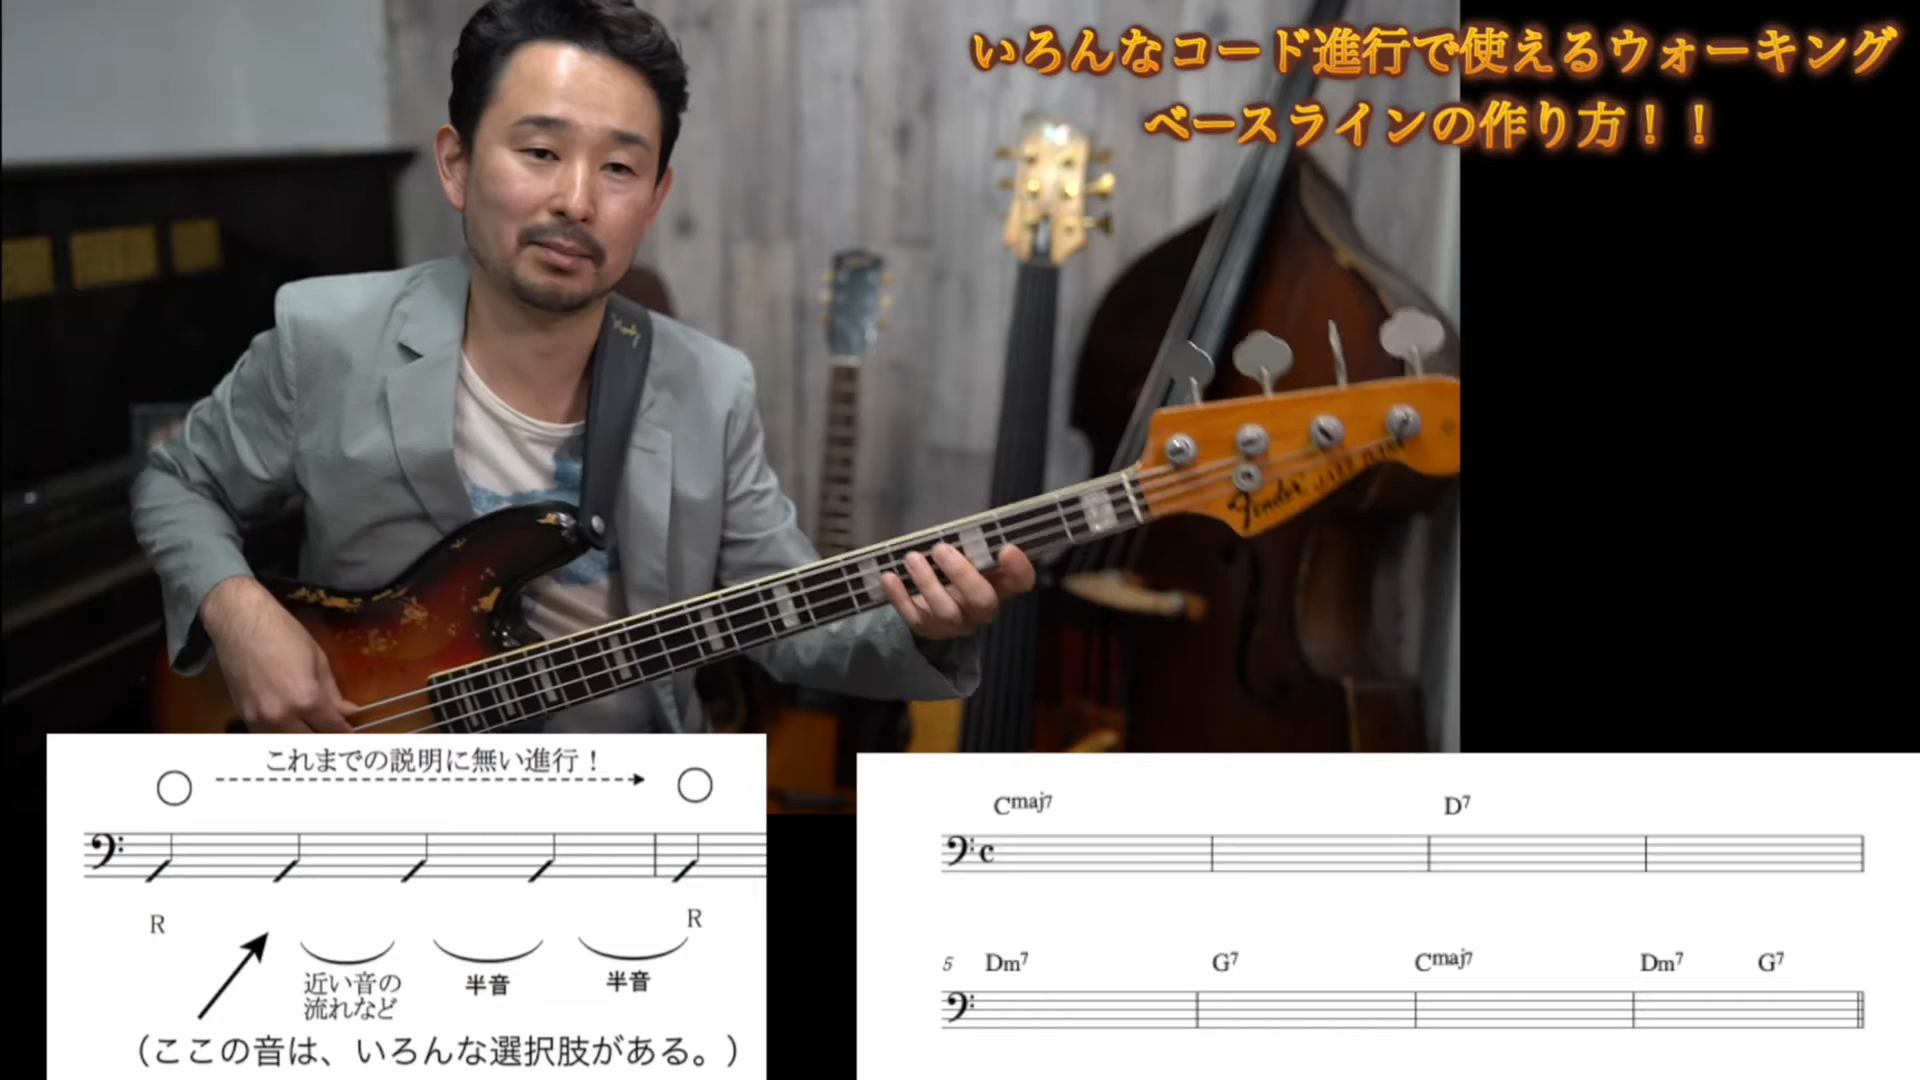 いろんなコード進行で使えるウォーキング
ベースラインの作り方！！
Fender JAZZ BASS
これまでの説明に無い進行！
R
R
近い音の
流れなど
半音
半音
（ここの音は、いろんな選択肢がある。）
Cmaj7
D7
5
Dm7
G7
Cmaj7
Dm7
G7